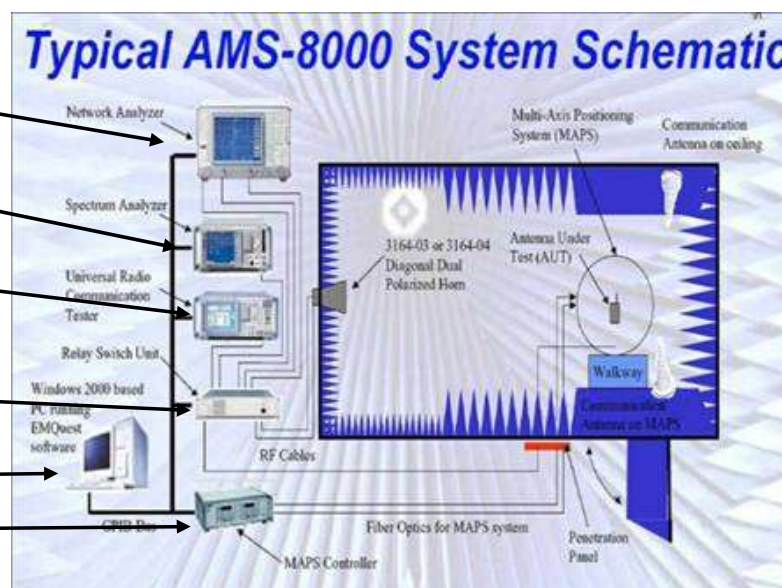 Typical AMS-8000 System Schematic
Network Analyzer
Multi-Axis Positioning
System (MAPS)
Communication
Antenna on ceiling
Spectrum Analyzer
3164-03 or 3164-04
Diagonal Dual
Polarized Horn
Antenna Under
Test (AUT)
Universal Radio
Communication
Tester
Relay Switch Unit
Walkway
Windows 2000 based
PC running
EMQuest
software
Communication
Antenna on MAPS
RF Cables
GPIB Bus
Fiber Optics for MAPS system
Penetration
Panel
MAPS Controller